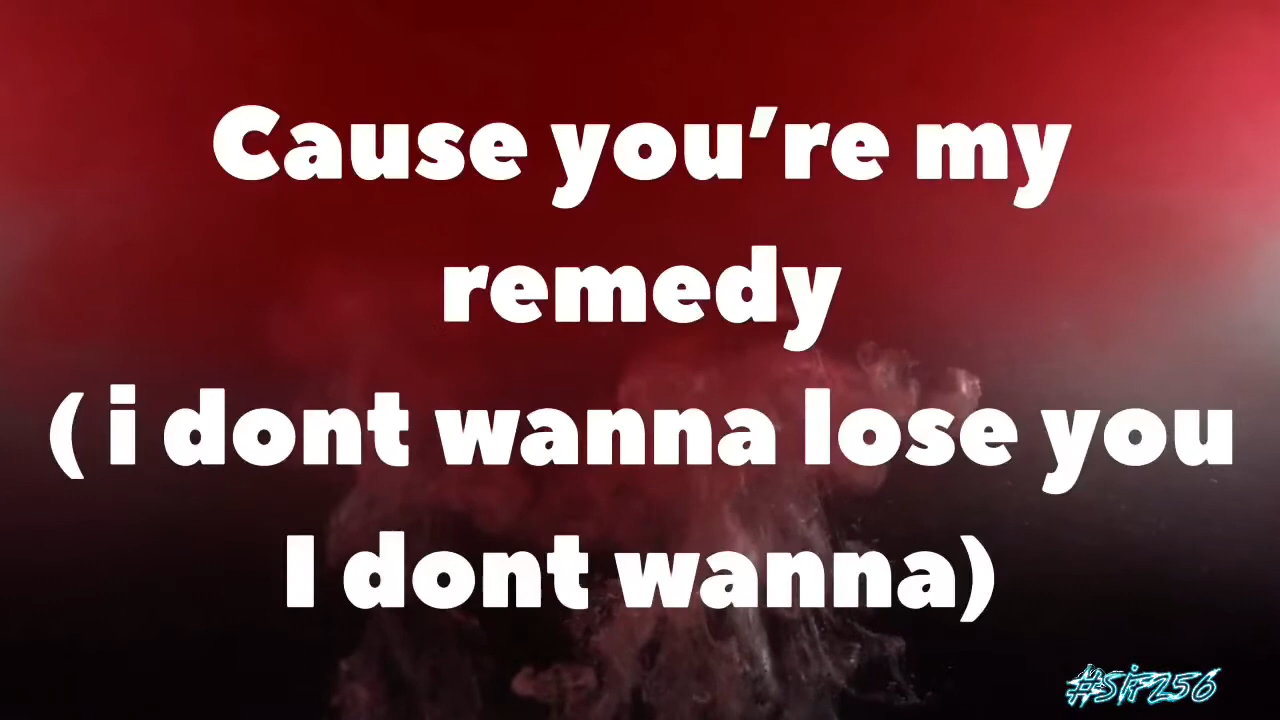 Cause you’re my
remedy
( i dont wanna lose you
I dont wanna)
#SiF256